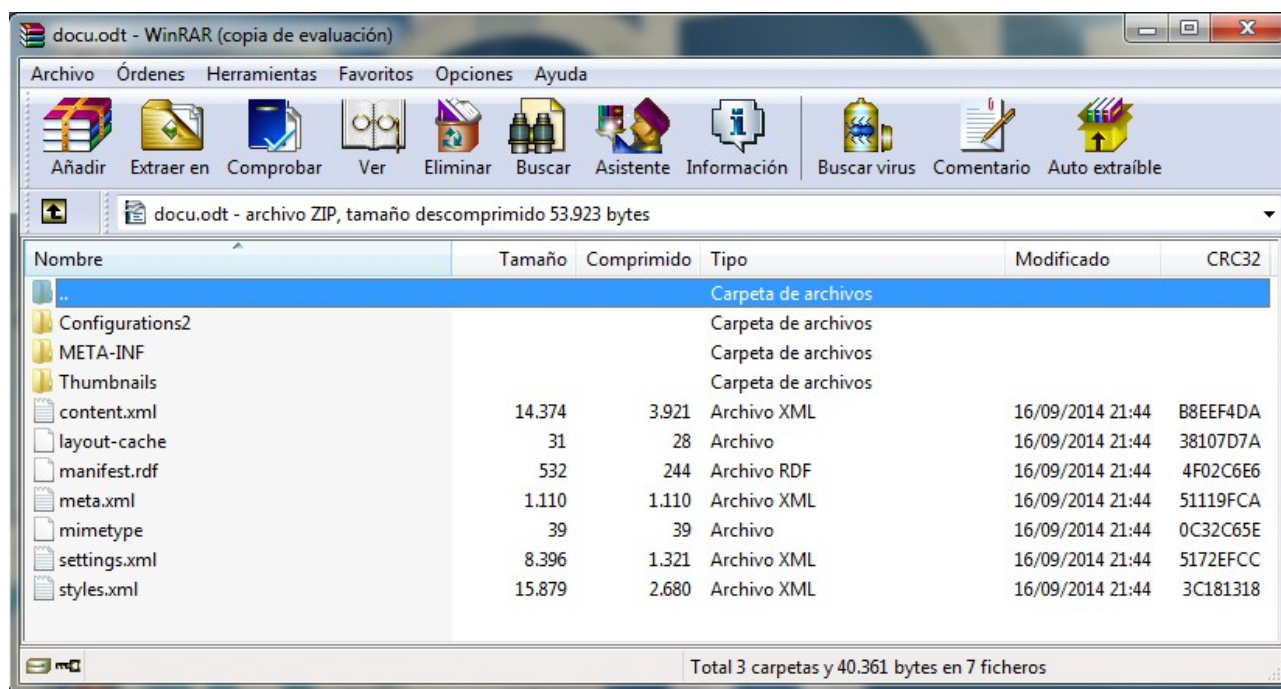 docu.odt - WinRAR (copia de evaluación)
Archivo Órdenes Herramientas Favoritos Opciones Ayuda
Añadir Extraer en Comprobar Ver Eliminar Buscar Asistente Información Buscar virus Comentario Auto extraíble
docu.odt - archivo ZIP, tamaño descomprimido 53.923 bytes
Nombre Tamaño Comprimido Tipo Modificado CRC32
.. Carpeta de archivos
Configurations2 Carpeta de archivos
META-INF Carpeta de archivos
Thumbnails Carpeta de archivos
content.xml 14.374 3.921 Archivo XML 16/09/2014 21:44 B8EEF4DA
layout-cache 31 28 Archivo 16/09/2014 21:44 38107D7A
manifest.rdf 532 244 Archivo RDF 16/09/2014 21:44 4F02C6E6
meta.xml 1.110 1.110 Archivo XML 16/09/2014 21:44 51119FCA
mimetype 39 39 Archivo 16/09/2014 21:44 0C32C65E
settings.xml 8.396 1.321 Archivo XML 16/09/2014 21:44 5172EFCC
styles.xml 15.879 2.680 Archivo XML 16/09/2014 21:44 3C181318
Total 3 carpetas y 40.361 bytes en 7 ficheros